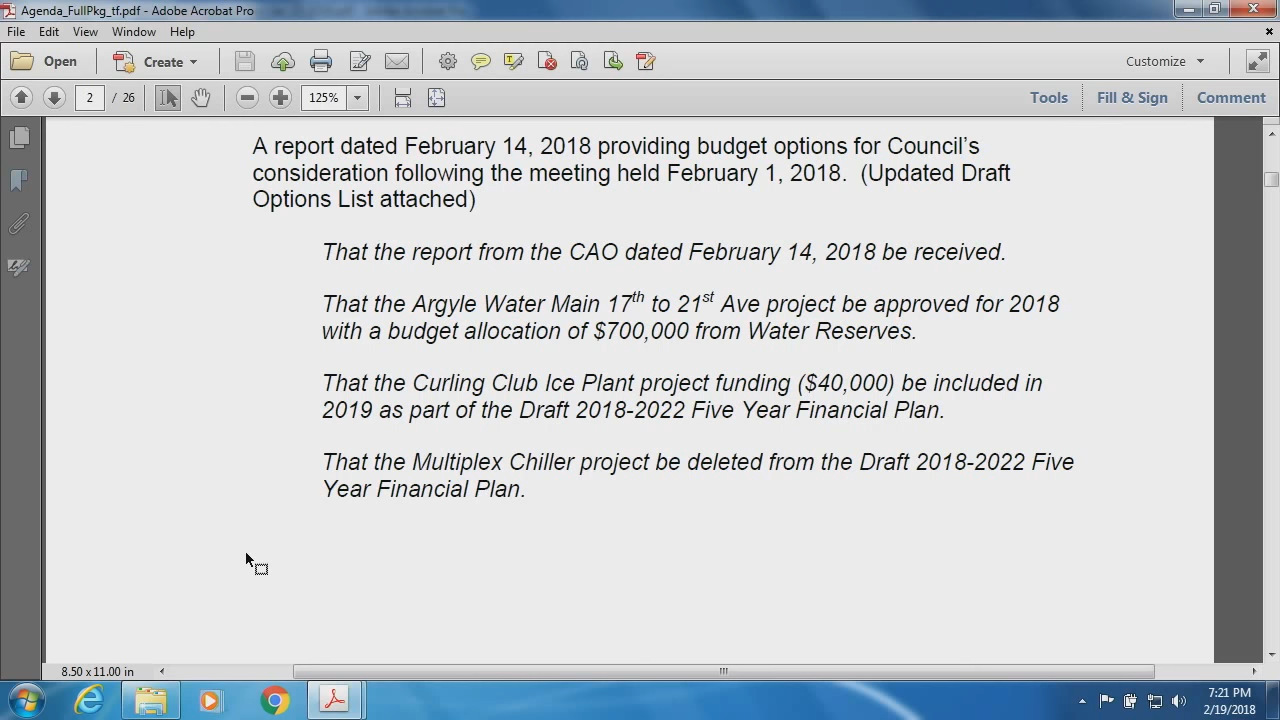 Agenda_FullPkg_tf.pdf - Adobe Acrobat Pro
File Edit View Window Help
Open Create Customize
2 / 26 125% Tools Fill & Sign Comment
A report dated February 14, 2018 providing budget options for Council's
consideration following the meeting held February 1, 2018. (Updated Draft
Options List attached)
That the report from the CAO dated February 14, 2018 be received.
That the Argyle Water Main 17th to 21st Ave project be approved for 2018
with a budget allocation of $700,000 from Water Reserves.
That the Curling Club Ice Plant project funding ($40,000) be included in
2019 as part of the Draft 2018-2022 Five Year Financial Plan.
That the Multiplex Chiller project be deleted from the Draft 2018-2022 Five
Year Financial Plan.
8.50 x 11.00 in
7:21 PM
2/19/2018